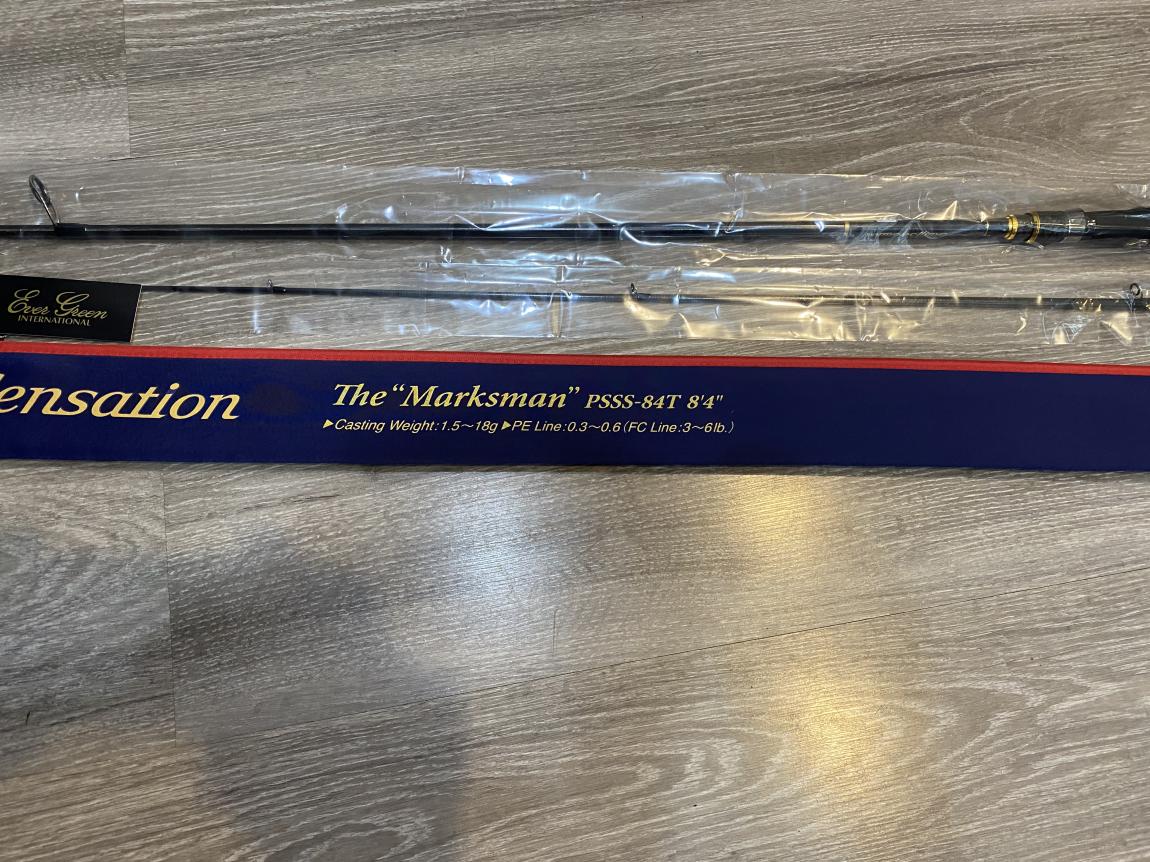 Ever Green
INTERNATIONAL
ensation
The “Marksman” PSSS-84T 8'4"
▶Casting Weight:1.5～18g ▶PE Line:0.3～0.6(FC Line:3～6lb.)